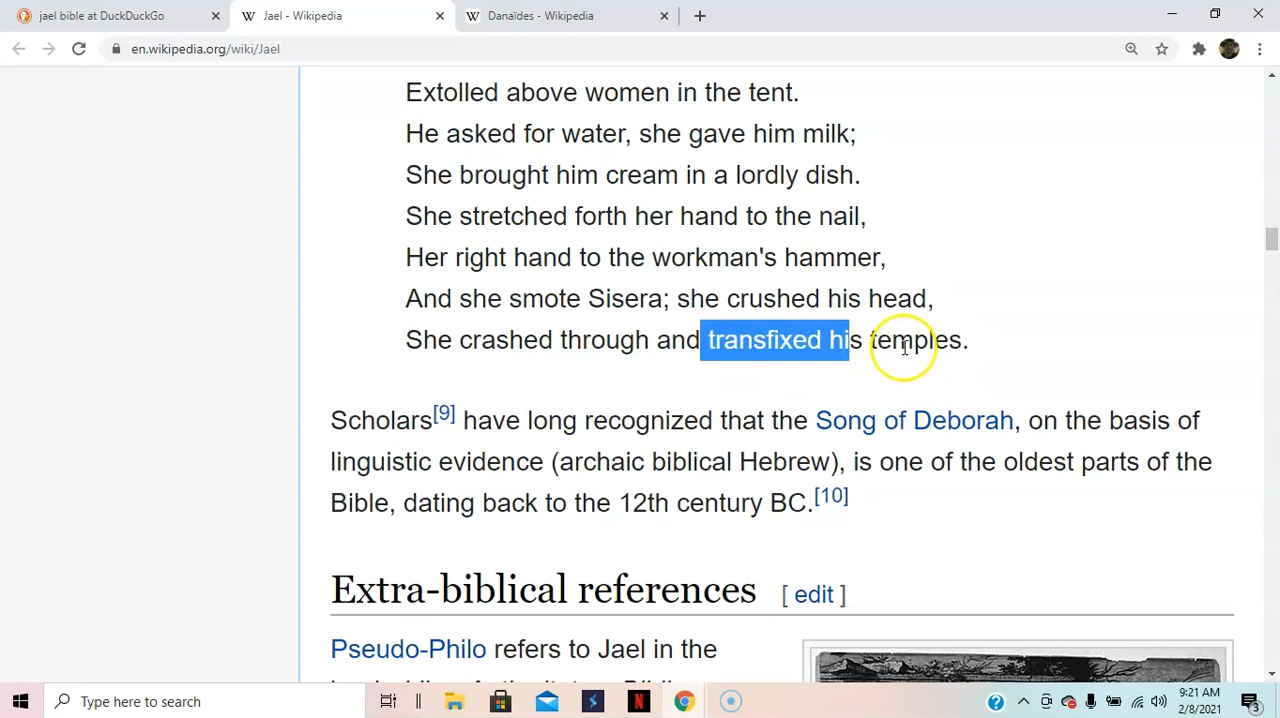 jael bible at DuckDuckGo
Jael - Wikipedia
Danaïdes - Wikipedia
en.wikipedia.org/wiki/Jael
Extolled above women in the tent.
He asked for water, she gave him milk;
She brought him cream in a lordly dish.
She stretched forth her hand to the nail,
Her right hand to the workman's hammer,
And she smote Sisera; she crushed his head,
She crashed through and transfixed his temples.
Scholars[9] have long recognized that the Song of Deborah, on the basis of
linguistic evidence (archaic biblical Hebrew), is one of the oldest parts of the
Bible, dating back to the 12th century BC.[10]
Extra-biblical references [ edit ]
Pseudo-Philo refers to Jael in the
Type here to search
9:21 AM
2/8/2021
3